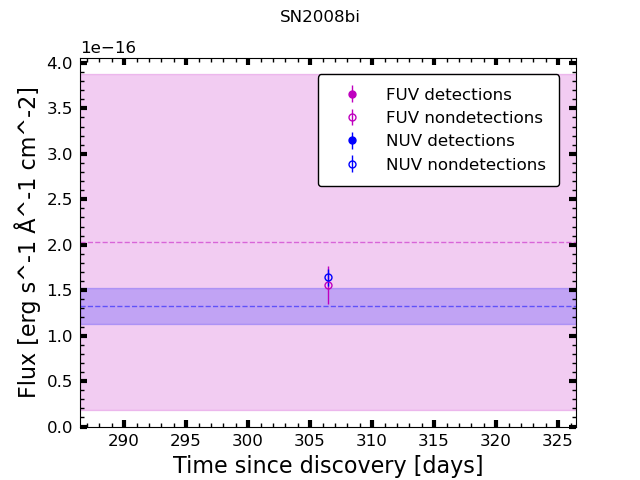 SN2008bi
1e−16
4.0
3.5
3.0
2.5
2.0
1.5
1.0
0.5
0.0
Flux [erg s^-1 Å^-1 cm^-2]
FUV detections
FUV nondetections
NUV detections
NUV nondetections
290 295 300 305 310 315 320 325
Time since discovery [days]